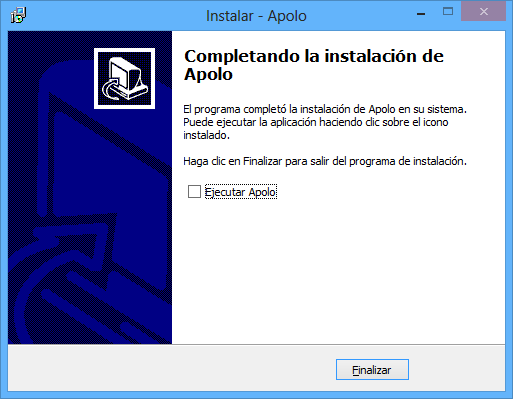 Instalar - Apolo
Completando la instalación de
Apolo
El programa completó la instalación de Apolo en su sistema.
Puede ejecutar la aplicación haciendo clic sobre el icono
instalado.
Haga clic en Finalizar para salir del programa de instalación.
Ejecutar Apolo
Finalizar